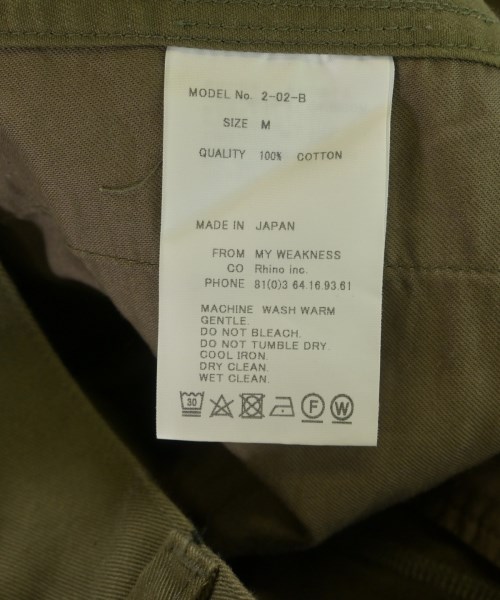 MODEL No. 2-02-B
SIZE M
QUALITY 100% COTTON
MADE IN JAPAN
FROM MY WEAKNESS
CO Rhino inc.
PHONE 81(0)3 64.16.93.61
MACHINE WASH WARM
GENTLE.
DO NOT BLEACH.
DO NOT TUMBLE DRY.
COOL IRON.
DRY CLEAN.
WET CLEAN.
30 F W